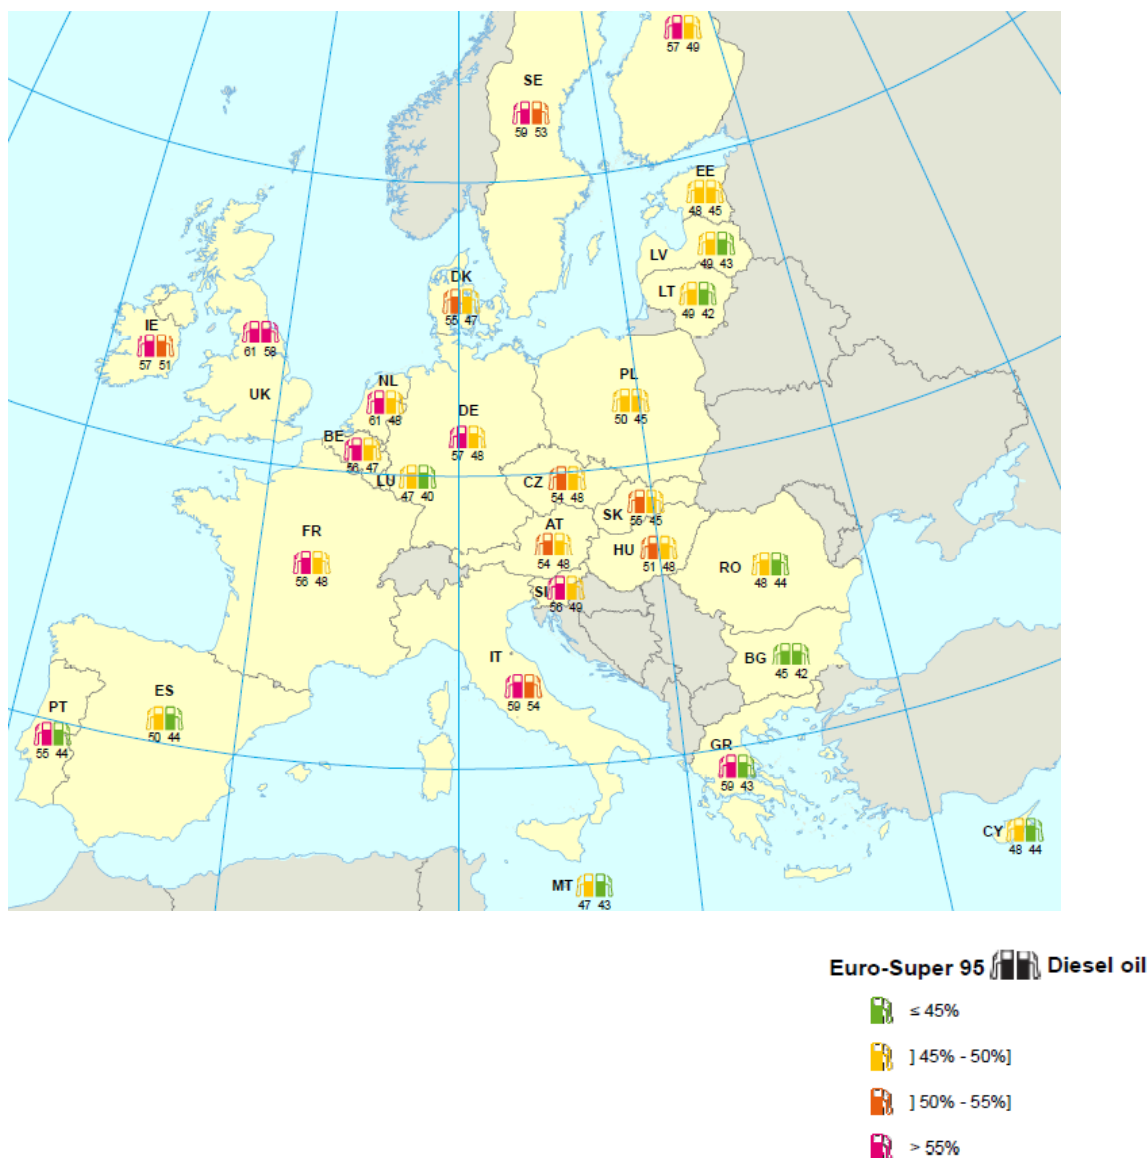 57 49
SE
59 53
EE
48 45
LV
49 43
LT
49 42
DK
55 47
IE
57 51
61 58
UK
NL
61 48
DE
57 48
BE
56 47
LU
47 40
PL
50 45
CZ
54 48
SK
55 45
AT
54 48
HU
51 48
FR
56 48
SI
56 49
RO
48 44
BG
45 42
IT
59 54
PT
55 44
ES
50 44
GR
59 43
CY
48 44
MT
47 43
Euro-Super 95 Diesel oil
≤ 45%
] 45% - 50%]
] 50% - 55%]
> 55%